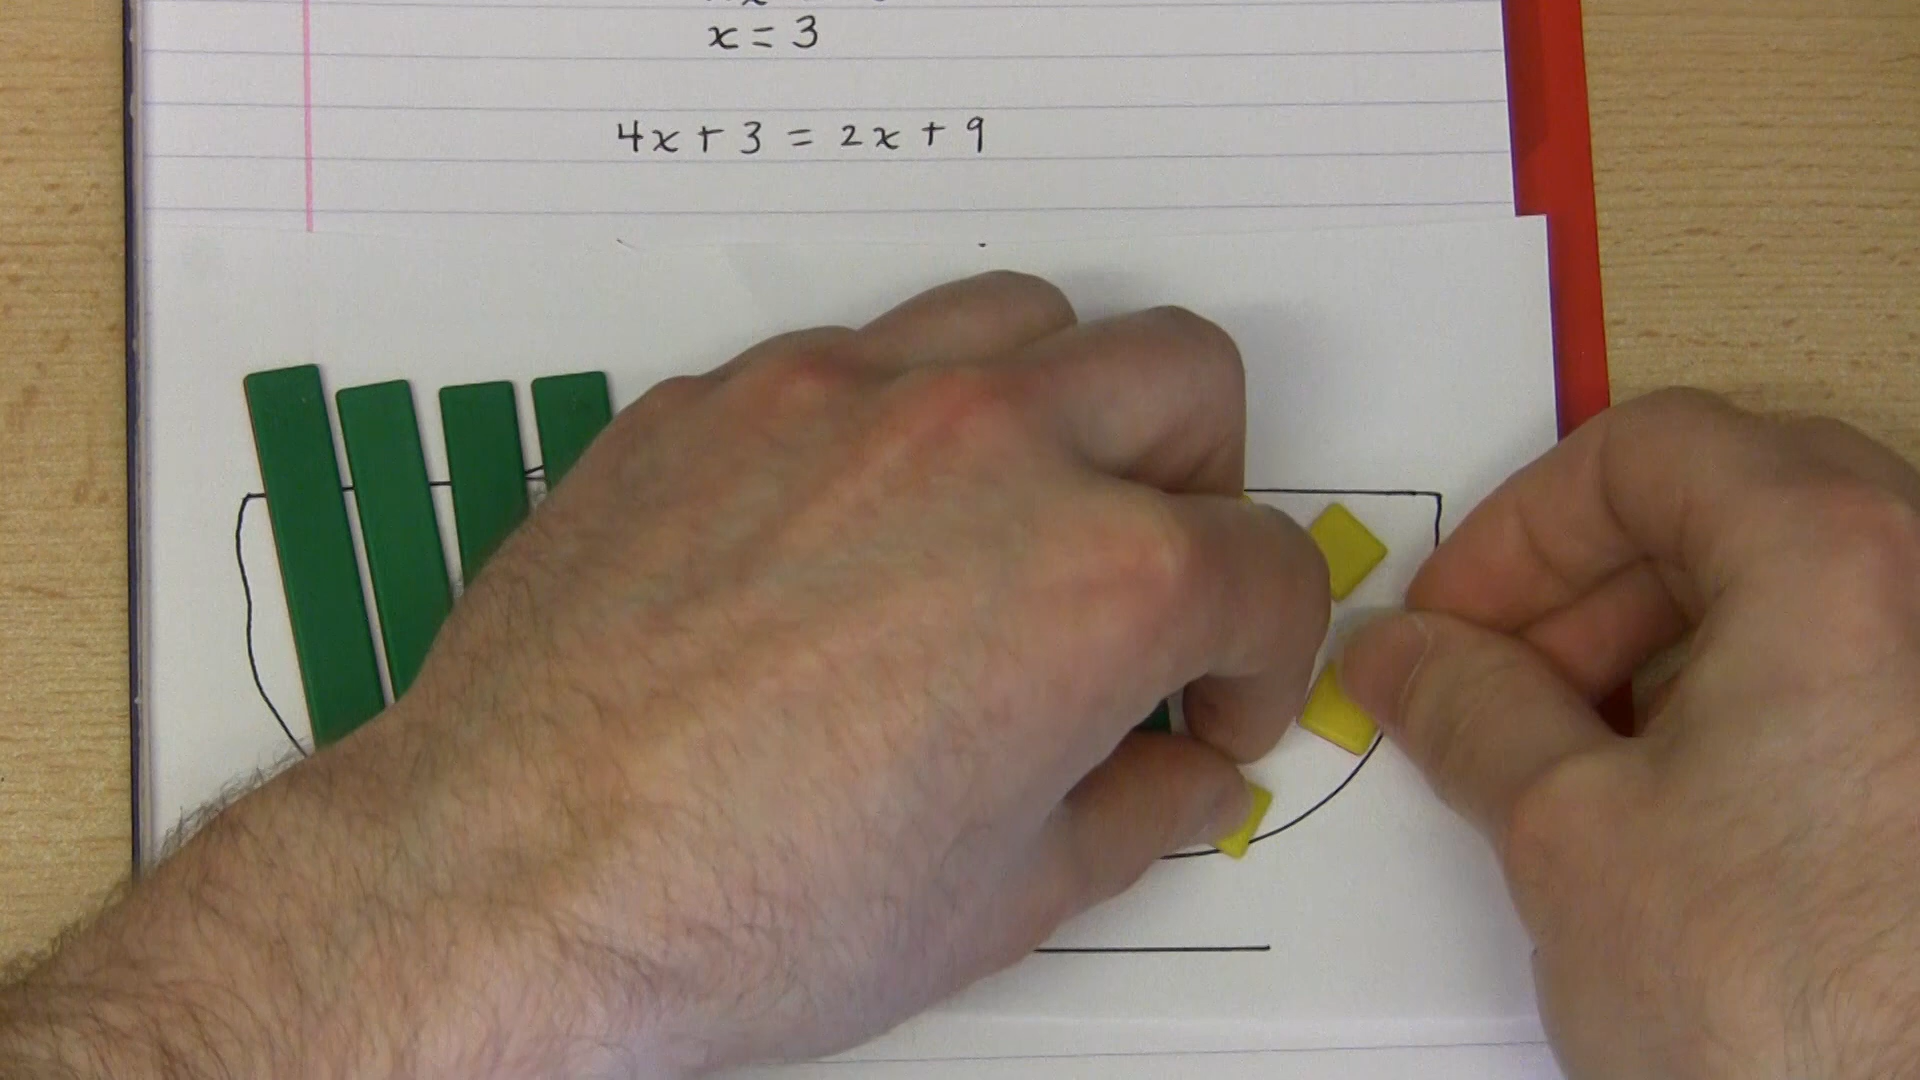 x = 3
4x + 3 = 2x + 9